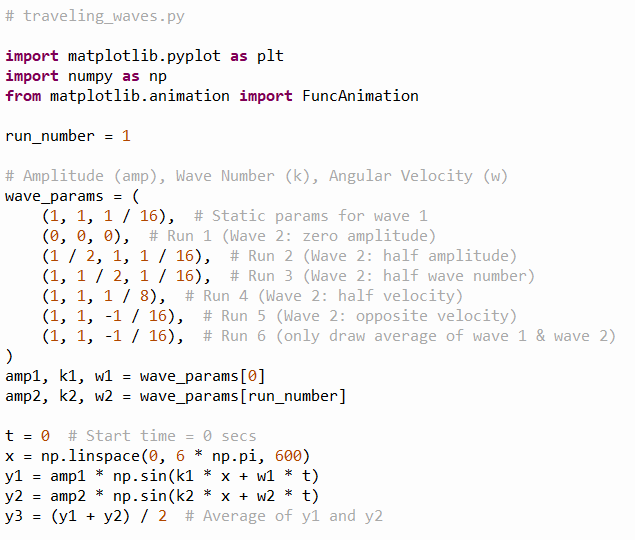 # traveling_waves.py
import matplotlib.pyplot as plt
import numpy as np
from matplotlib.animation import FuncAnimation
run_number = 1
# Amplitude (amp), Wave Number (k), Angular Velocity (w)
wave_params = (
    (1, 1, 1 / 16),  # Static params for wave 1
    (0, 0, 0),  # Run 1 (Wave 2: zero amplitude)
    (1 / 2, 1, 1 / 16),  # Run 2 (Wave 2: half amplitude)
    (1, 1 / 2, 1 / 16),  # Run 3 (Wave 2: half wave number)
    (1, 1, 1 / 8),  # Run 4 (Wave 2: half velocity)
    (1, 1, -1 / 16),  # Run 5 (Wave 2: opposite velocity)
    (1, 1, -1 / 16),  # Run 6 (only draw average of wave 1 & wave 2)
)
amp1, k1, w1 = wave_params[0]
amp2, k2, w2 = wave_params[run_number]
t = 0  # Start time = 0 secs
x = np.linspace(0, 6 * np.pi, 600)
y1 = amp1 * np.sin(k1 * x + w1 * t)
y2 = amp2 * np.sin(k2 * x + w2 * t)
y3 = (y1 + y2) / 2  # Average of y1 and y2